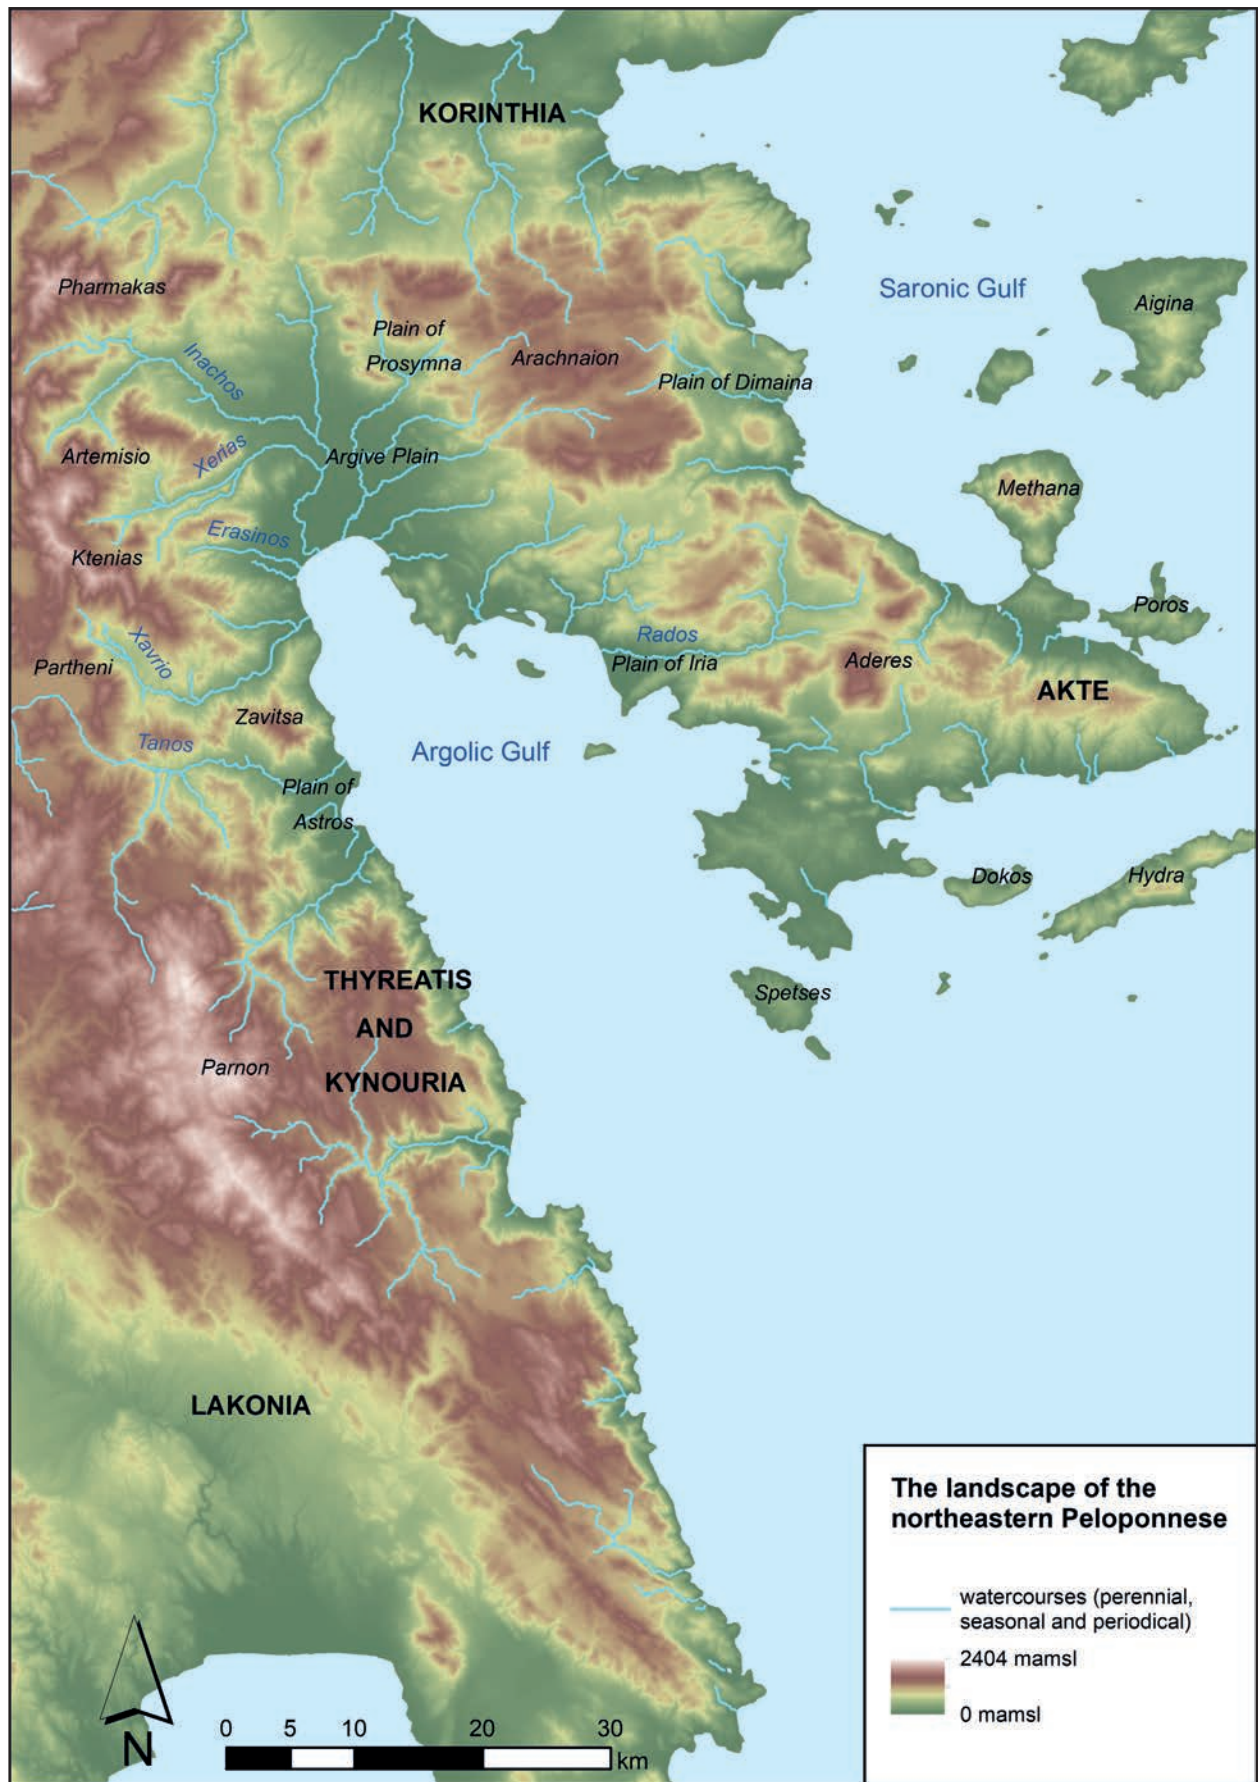 KORINTHIA
Saronic Gulf
Pharmakas
Aigina
Plain of
Prosymna
Inachos
Arachnaion
Plain of Dimaina
Artemisio
Xerias
Argive Plain
Methana
Erasinos
Ktenias
Poros
Rados
Xavrio
Partheni
Plain of Iria
Aderes
AKTE
Zavitsa
Tanos
Argolic Gulf
Plain of
Astros
Dokos
Hydra
THYREATIS
AND
KYNOURIA
Spetses
Parnon
LAKONIA
The landscape of the
northeastern Peloponnese
watercourses (perennial,
seasonal and periodical)
2404 mamsl
0 mamsl
N
0 5 10 20 30
km